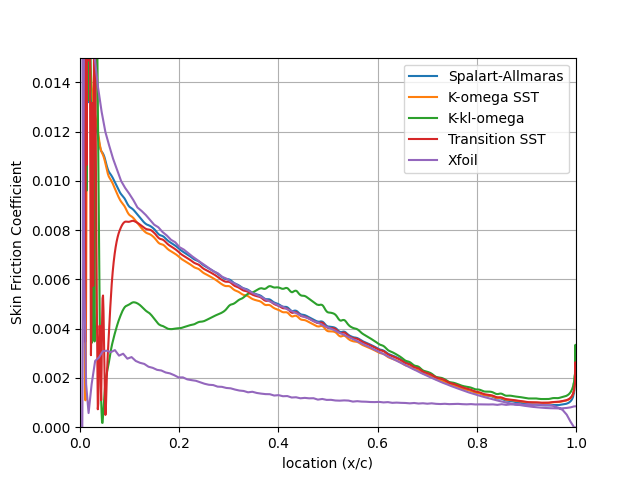 0.014
0.012
0.010
0.008
0.006
0.004
0.002
0.000
Skin Friction Coefficient
Spalart-Allmaras
K-omega SST
K-kl-omega
Transition SST
Xfoil
0.0 0.2 0.4 0.6 0.8 1.0
location (x/c)